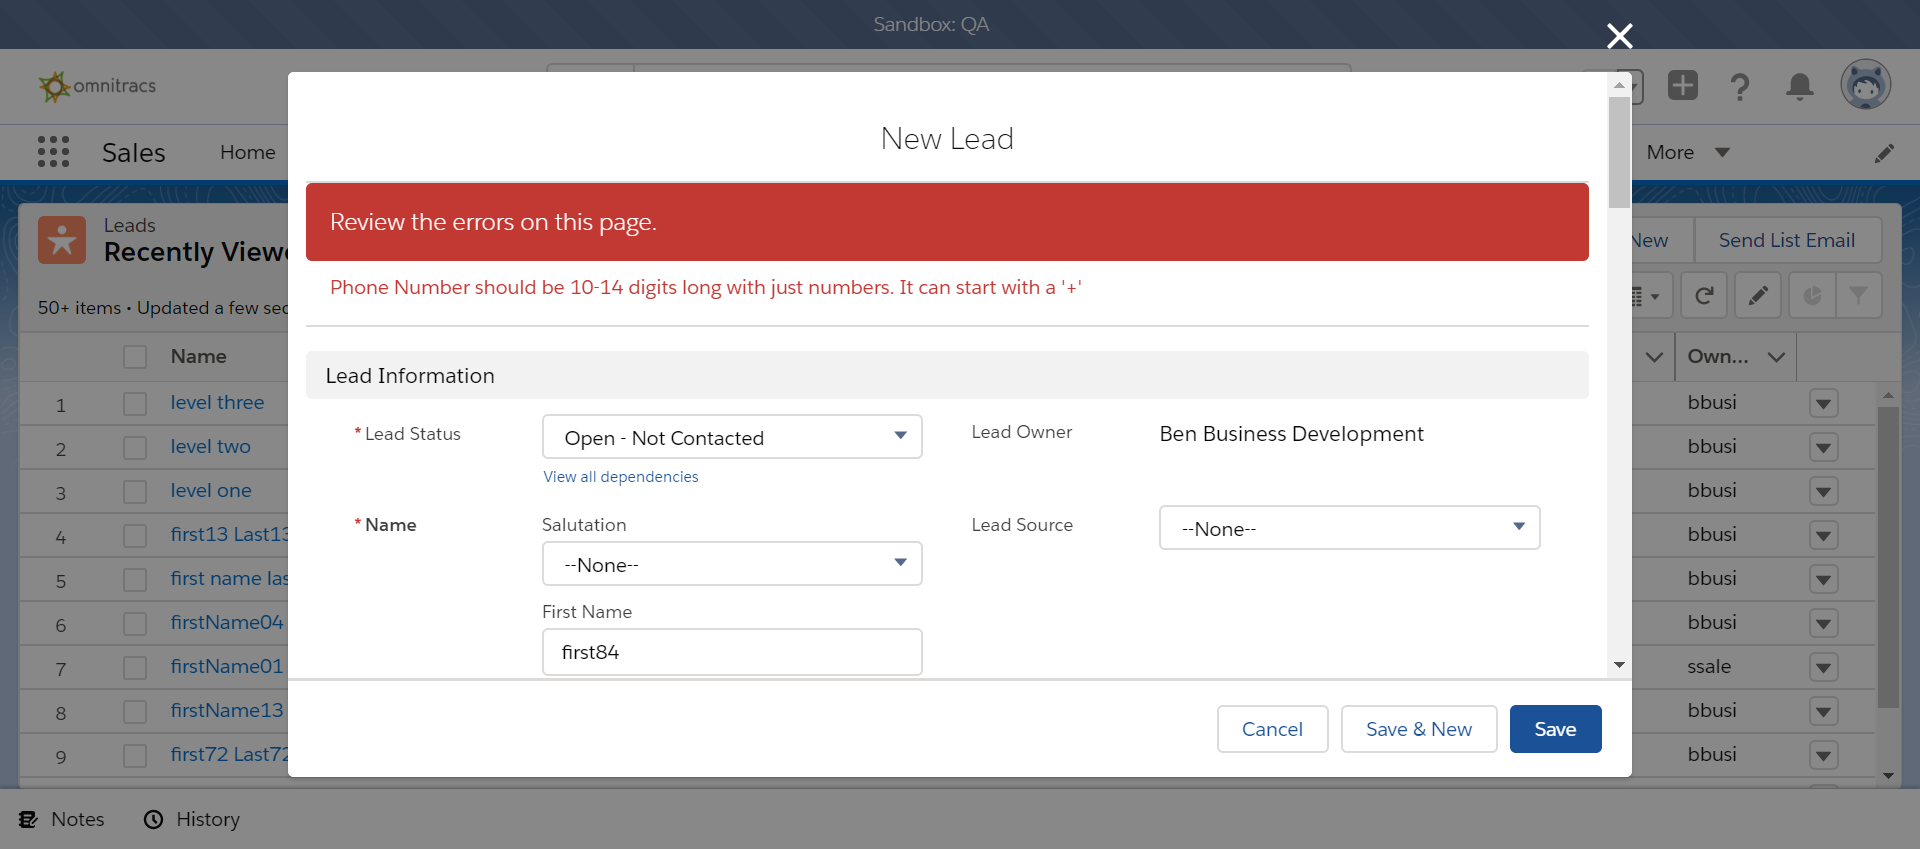 Sandbox: QA
omnitracs
Sales
Home
More
Leads
Recently View
New
Send List Email
50+ items • Updated a few sec
Name
Own...
1 level three bbusi
2 level two bbusi
3 level one bbusi
4 first13 Last13 bbusi
5 first name las bbusi
6 firstName04 bbusi
7 firstName01 ssale
8 firstName13 bbusi
9 first72 Last72 bbusi
New Lead
Review the errors on this page.
Phone Number should be 10-14 digits long with just numbers. It can start with a '+'
Lead Information
*Lead Status
Open - Not Contacted
View all dependencies
Lead Owner
Ben Business Development
*Name
Salutation
--None--
Lead Source
--None--
First Name
first84
Cancel
Save & New
Save
Notes
History